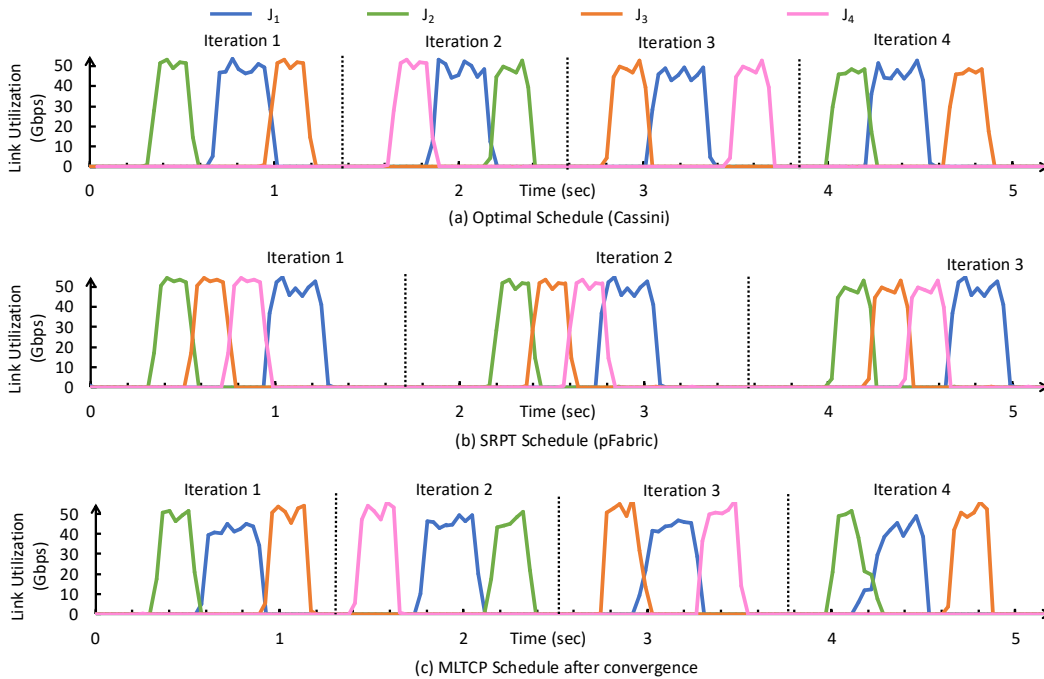 J1 J2 J3 J4
Iteration 1 Iteration 2 Iteration 3 Iteration 4
Link Utilization
(Gbps)
50
40
30
20
10
0
0 1 2 Time (sec) 3 4 5
(a) Optimal Schedule (Cassini)
Iteration 1 Iteration 2 Iteration 3
Link Utilization
(Gbps)
50
40
30
20
10
0
0 1 2 Time (sec) 3 4 5
(b) SRPT Schedule (pFabric)
Iteration 1 Iteration 2 Iteration 3 Iteration 4
Link Utilization
(Gbps)
50
40
30
20
10
0
0 1 2 Time (sec) 3 4 5
(c) MLTCP Schedule after convergence